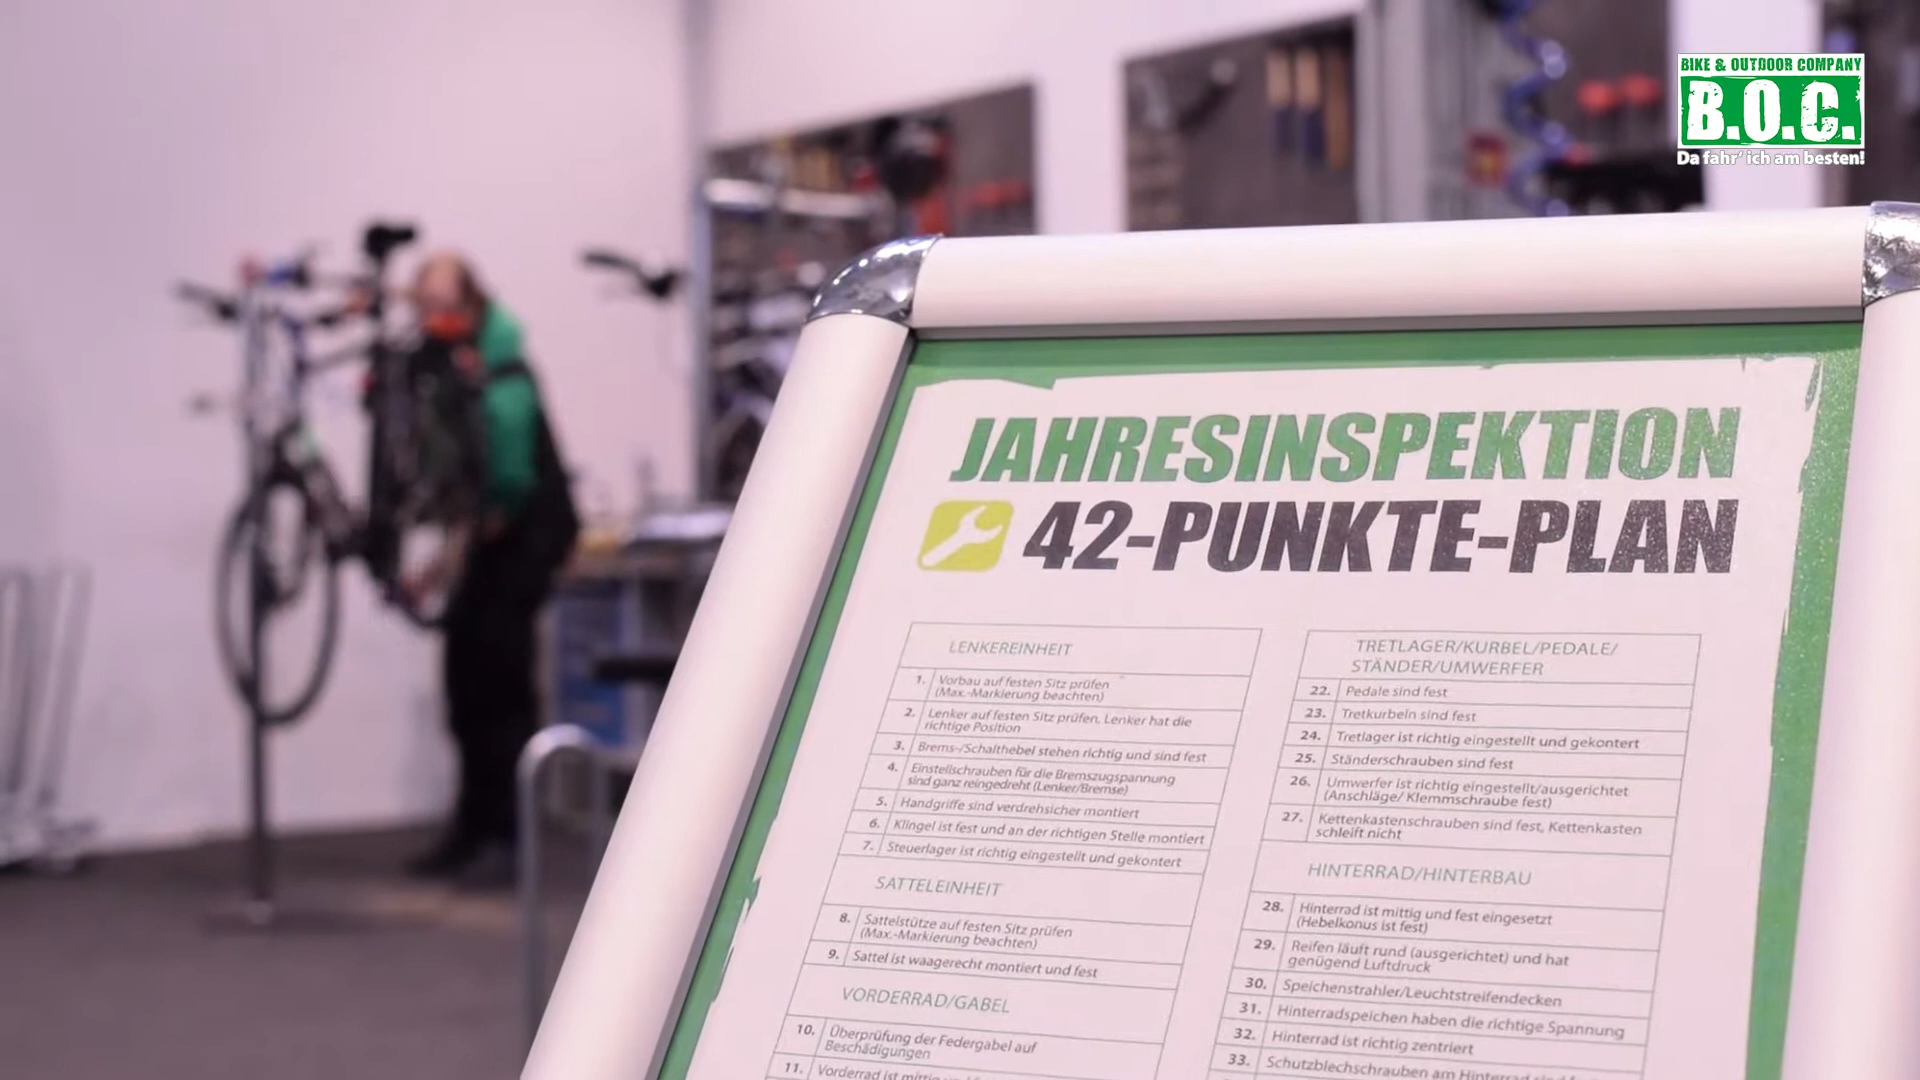 BIKE & OUTDOOR COMPANY
B.O.C.
Da fahr' ich am besten!
JAHRESINSPEKTION
42-PUNKTE-PLAN
LENKEREINHEIT
1. Vorbau auf festen Sitz prüfen
(Max.-Markierung beachten)
2. Lenker auf festen Sitz prüfen, Lenker hat die
richtige Position
3. Brems-/Schalthebel stehen richtig und sind fest
4. Einstellschrauben für die Bremszugspannung
sind ganz reingedreht (Lenker/Bremse)
5. Handgriffe sind verdrehsicher montiert
6. Klingel ist fest und an der richtigen Stelle montiert
7. Steuerlager ist richtig eingestellt und gekontert
SATTELEINHEIT
8. Sattelstütze auf festen Sitz prüfen
(Max.-Markierung beachten)
9. Sattel ist waagerecht montiert und fest
VORDERRAD/GABEL
10. Überprüfung der Federgabel auf
Beschädigungen
11. Vorderrad ist mittig
TRETLAGER/KURBEL/PEDALE/
STÄNDER/UMWERFER
22. Pedale sind fest
23. Tretkurbeln sind fest
24. Tretlager ist richtig eingestellt und gekontert
25. Ständerschrauben sind fest
26. Umwerfer ist richtig eingestellt/ausgerichtet
(Anschläge/ Klemmschraube fest)
27. Kettenkastenschrauben sind fest, Kettenkasten
schleift nicht
HINTERRAD/HINTERBAU
28. Hinterrad ist mittig und fest eingesetzt
(Hebelkonus ist fest)
29. Reifen läuft rund (ausgerichtet) und hat
genügend Luftdruck
30. Speichenstrahler/Leuchtstreifendecken
31. Hinterradspeichen haben die richtige Spannung
32. Hinterrad ist richtig zentriert
33. Schutzblechschrauben am Hinterrad sind